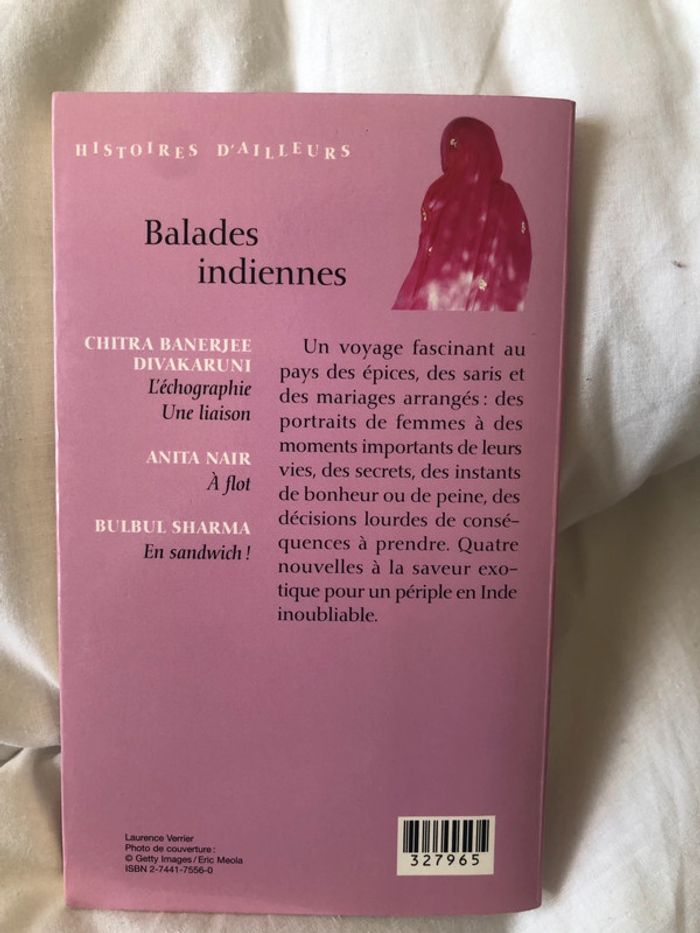 HISTOIRES D'AILLEURS
Balades
indiennes
CHITRA BANERJEE
DIVAKARUNI
L'échographie
Une liaison
ANITA NAIR
À flot
BULBUL SHARMA
En sandwich !
Un voyage fascinant au
pays des épices, des saris et
des mariages arrangés : des
portraits de femmes à des
moments importants de leurs
vies, des secrets, des instants
de bonheur ou de peine, des
décisions lourdes de consé-
quences à prendre. Quatre
nouvelles à la saveur exo-
tique pour un périple en Inde
inoubliable.
Laurence Verrier
Photo de couverture :
© Getty Images / Eric Meola
ISBN 2-7441-7556-0
327965